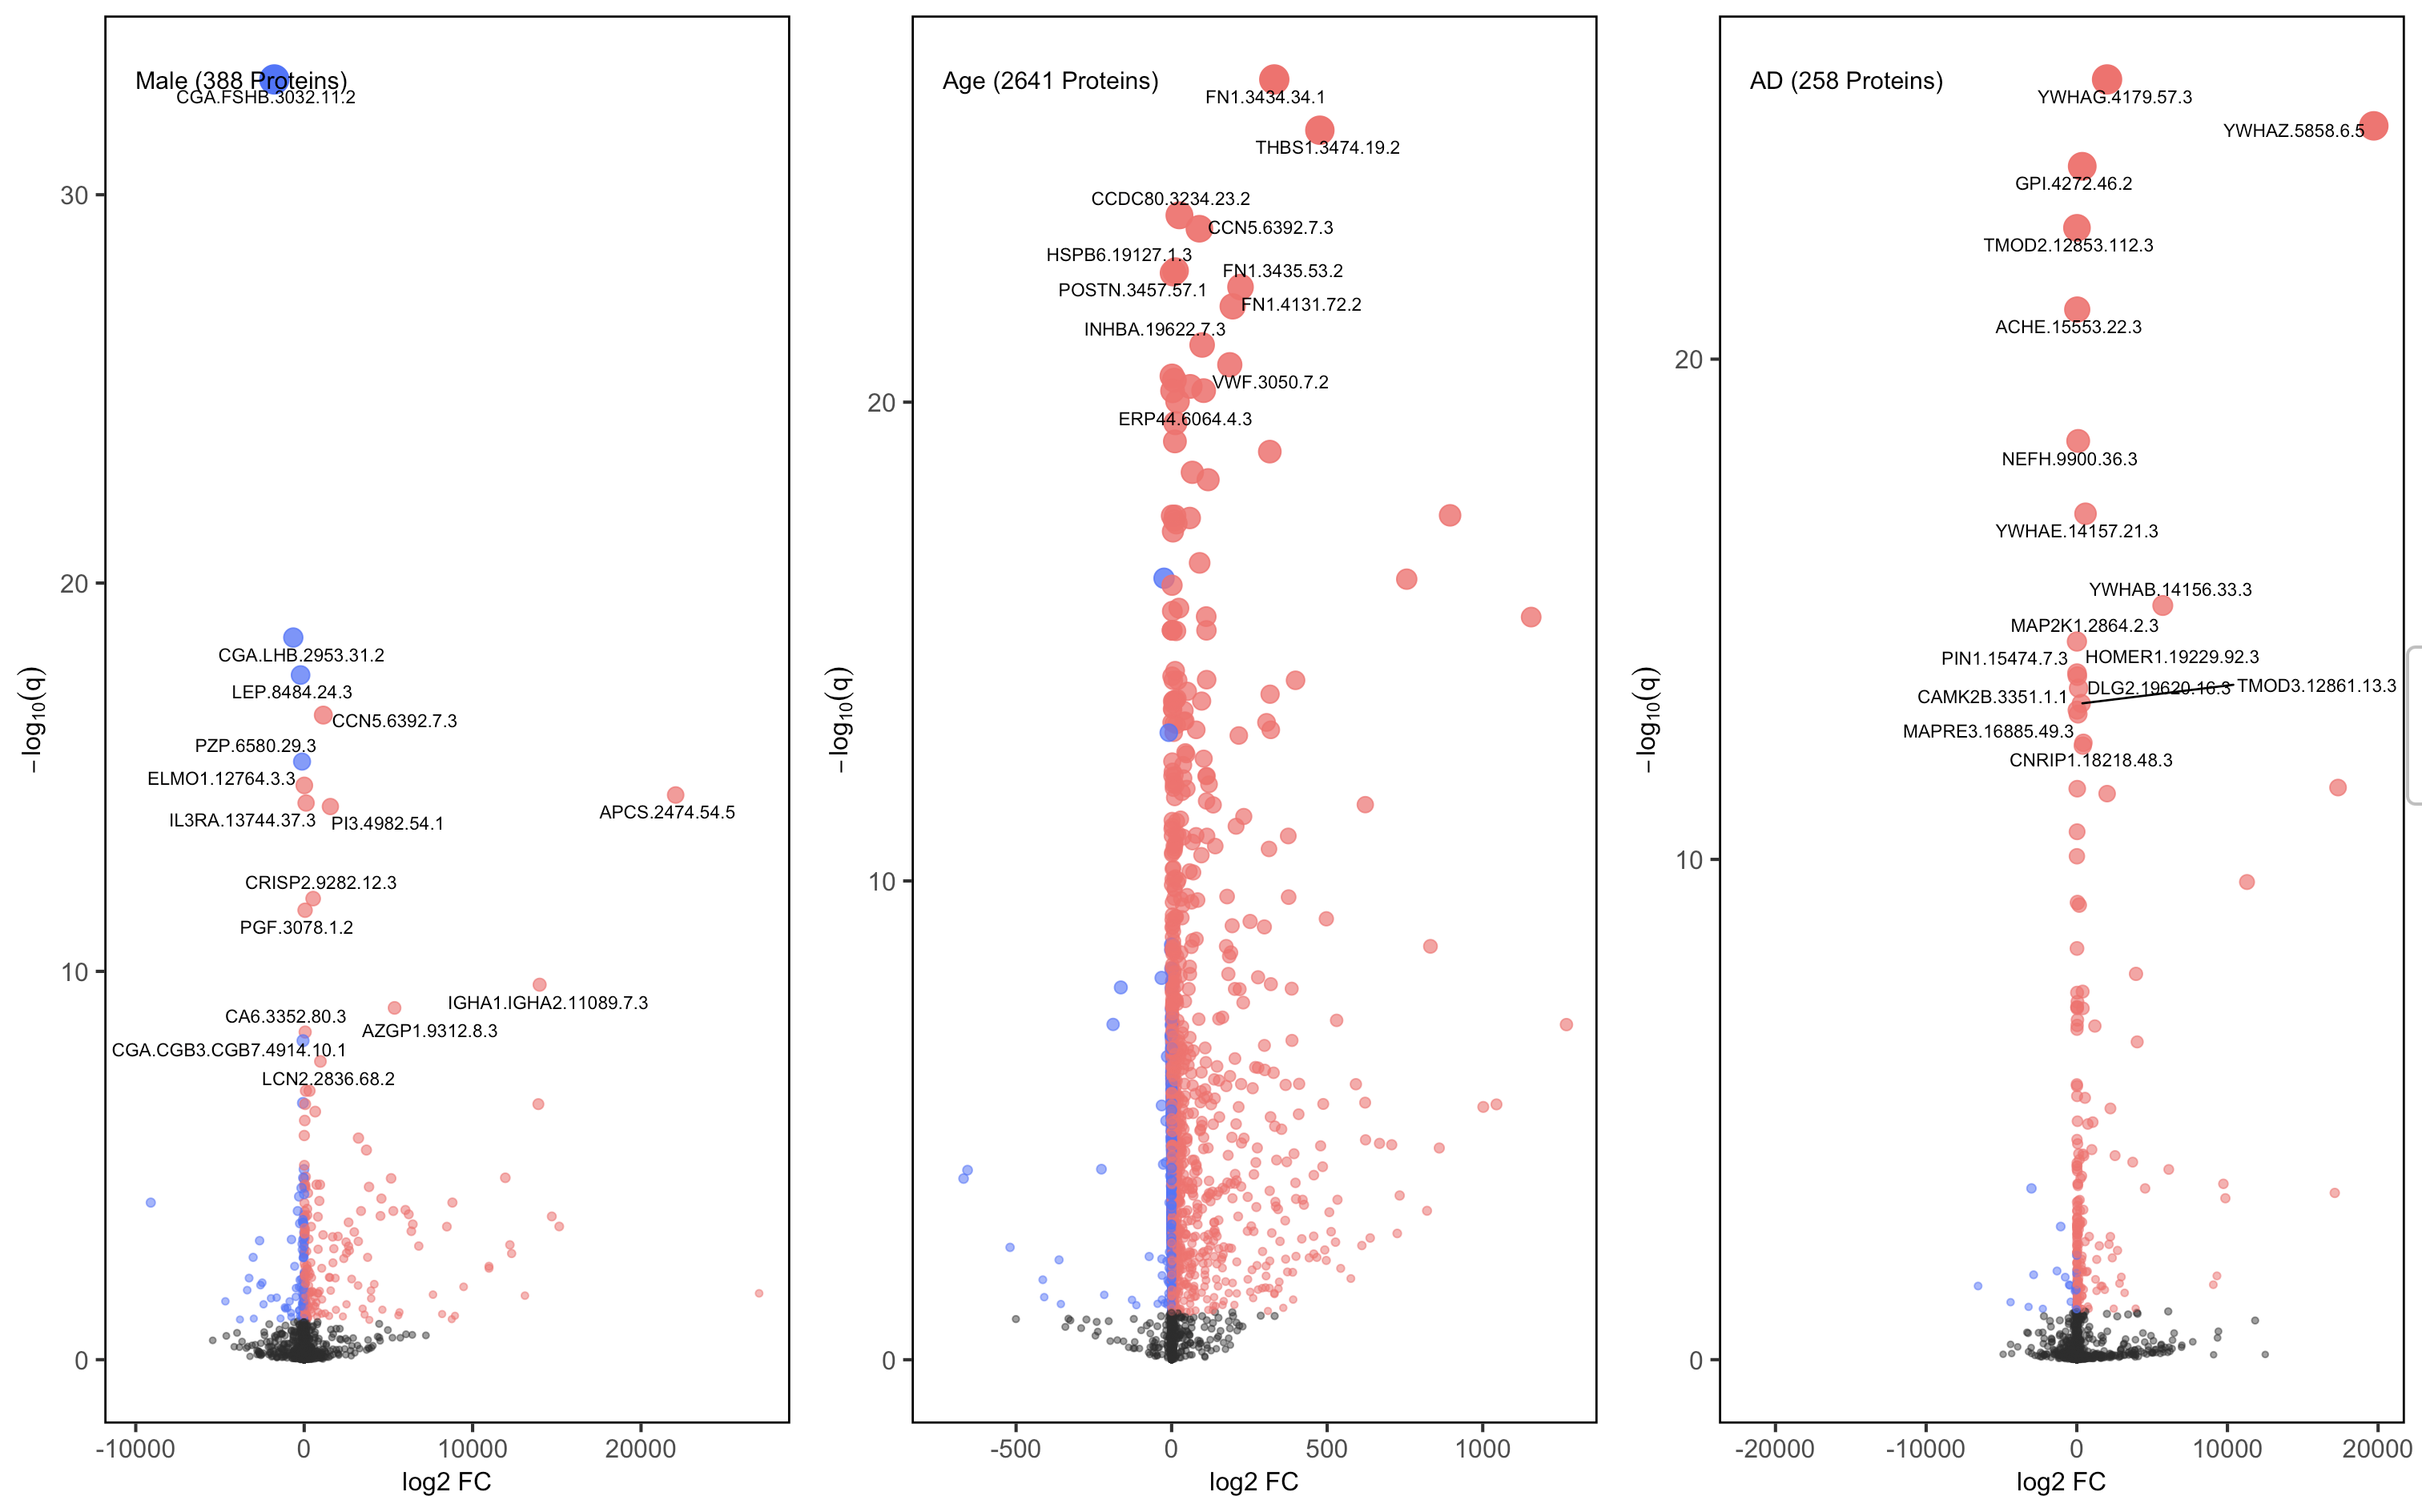 Male (388 Proteins)
CGA.FSHB.3032.11.2
30
20
CGA.LHB.2953.31.2
LEP.8484.24.3
CCN5.6392.7.3
PZP.6580.29.3
ELMO1.12764.3.3
IL3RA.13744.37.3
PI3.4982.54.1
APCS.2474.54.5
CRISP2.9282.12.3
PGF.3078.1.2
10
IGHA1.IGHA2.11089.7.3
CA6.3352.80.3
AZGP1.9312.8.3
CGA.CGB3.CGB7.4914.10.1
LCN2.2836.68.2
0
−log10(q)
-10000 0 10000 20000
log2 FC
Age (2641 Proteins)
FN1.3434.34.1
THBS1.3474.19.2
CCDC80.3234.23.2
CCN5.6392.7.3
HSPB6.19127.1.3
FN1.3435.53.2
POSTN.3457.57.1
FN1.4131.72.2
INHBA.19622.7.3
VWF.3050.7.2
20
ERP44.6064.4.3
10
0
−log10(q)
-500 0 500 1000
log2 FC
AD (258 Proteins)
YWHAG.4179.57.3
YWHAZ.5858.6.5
GPI.4272.46.2
TMOD2.12853.112.3
ACHE.15553.22.3
20
NEFH.9900.36.3
YWHAE.14157.21.3
YWHAB.14156.33.3
MAP2K1.2864.2.3
PIN1.15474.7.3
HOMER1.19229.92.3
DLG2.19620.16.3
TMOD3.12861.13.3
CAMK2B.3351.1.1
MAPRE3.16885.49.3
CNRIP1.18218.48.3
10
0
−log10(q)
-20000 -10000 0 10000 20000
log2 FC